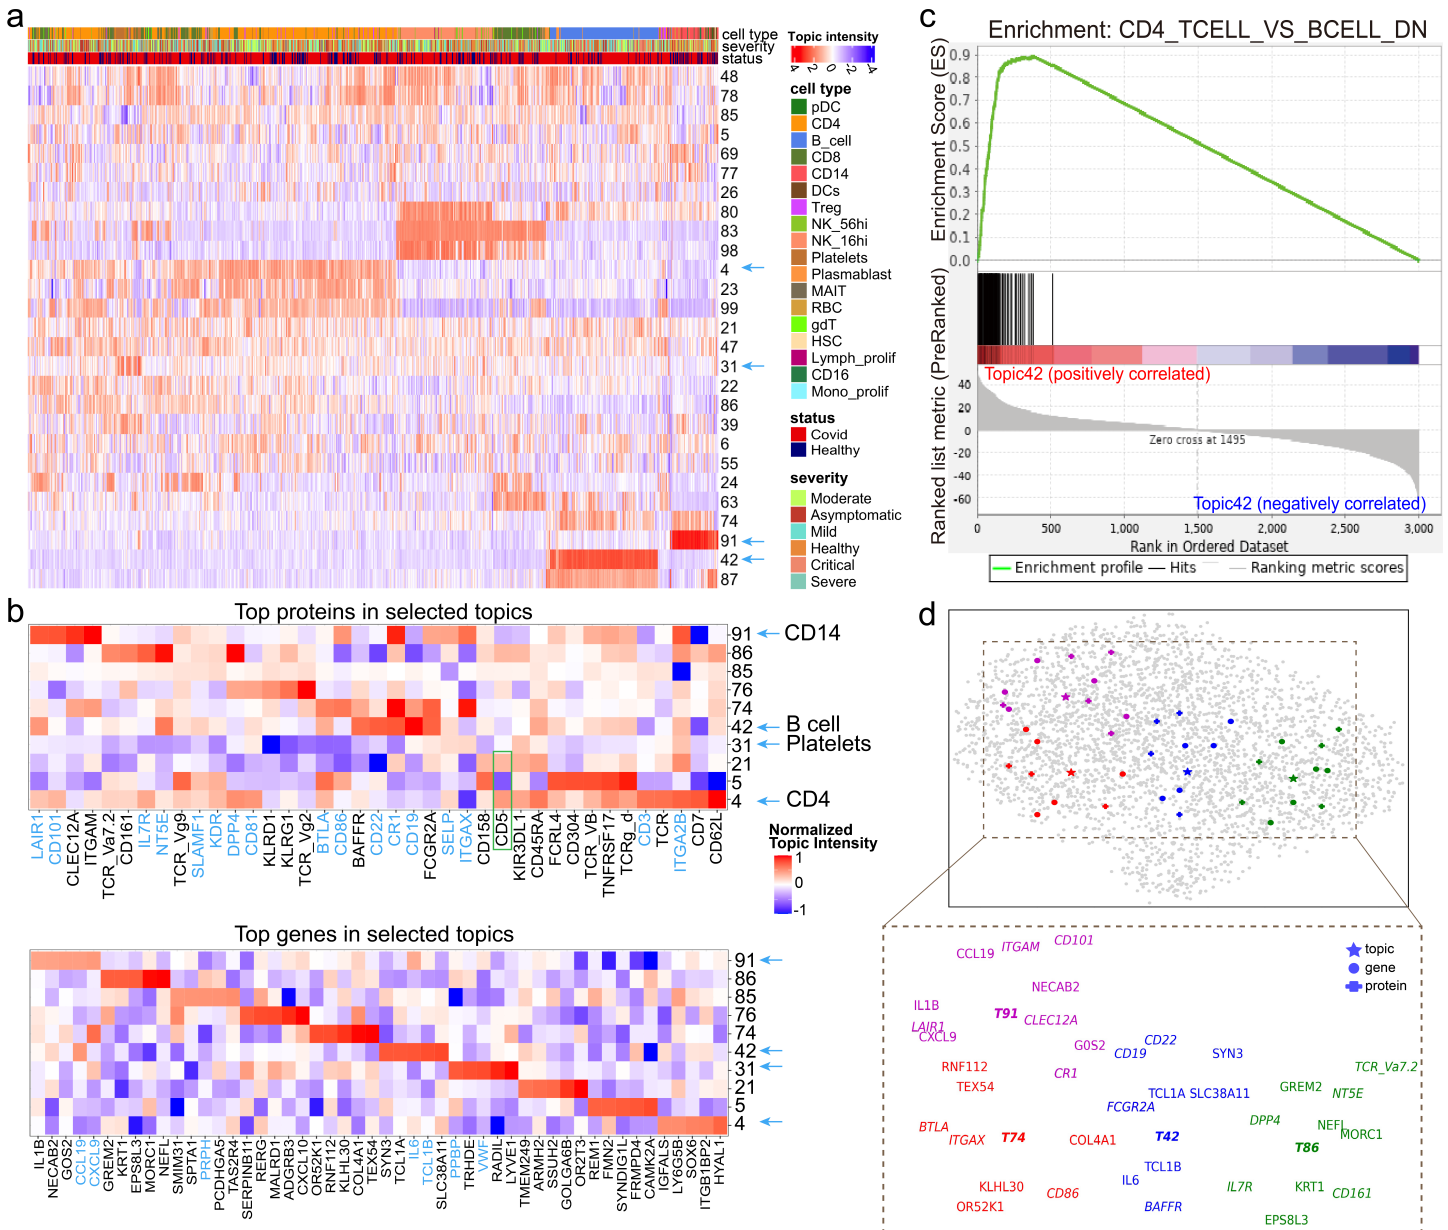 a
cell type
severity
status
48
78
85
5
69
77
26
80
83
98
4
23
99
21
47
31
22
86
39
6
55
24
63
74
91
42
87
Topic intensity
4 2 0 -2 -4
cell type
pDC
CD4
B_cell
CD8
CD14
DCs
Treg
NK_56hi
NK_16hi
Platelets
Plasmablast
MAIT
RBC
gdT
HSC
Lymph_prolif
CD16
Mono_prolif
status
Covid
Healthy
severity
Moderate
Asymptomatic
Mild
Healthy
Critical
Severe
b
Top proteins in selected topics
91 CD14
86
85
76
74
42 B cell
31 Platelets
21
5
4 CD4
LAIR1
CD101
CLEC12A
ITGAM
TCR_Va7.2
CD161
IL7R
NT5E
TCR_Vg9
SLAMF1
KDR
DPP4
CD81
KLRD1
KLRG1
TCR_Vg2
BTLA
CD86
BAFFR
CD22
CR1
CD19
FCGR2A
SELP
ITGAX
CD158
CD5
KIR3DL1
CD45RA
FCRL4
CD304
TCR_VB
TNFRSF17
TCRg_d
CD3
TCR
ITGA2B
CD7
CD62L
Normalized
Topic Intensity
1
0
-1
Top genes in selected topics
91
86
85
76
74
42
31
21
5
4
IL1B
NECAB2
GOS2
CCL19
CXCL9
GREM2
KRT1
EPS8L3
MORC1
NEFL
SMIM31
SPTA1
PRPH
PCDHGA5
TAS2R4
SERPINB11
RERG
MALRD1
ADGRB3
CXCL10
OR52K1
RNF112
KLHL30
COL4A1
TEX54
SYN3
TCL1A
IL6
TCL1B
SLC38A11
PPBP
TRHDE
VWF
RADIL
LYVE1
TMEM249
ARMH2
SSUH2
GOLGA6B
OR2T3
REM1
FMN2
SYNDIG1L
FRMPD4
CAMK2A
IGFALS
LY6G5B
SOX6
ITGB1BP2
HYAL1
c
Enrichment: CD4_TCELL_VS_BCELL_DN
Enrichment Score (ES)
0.9
0.8
0.7
0.6
0.5
0.4
0.3
0.2
0.1
0.0
Ranked list metric (PreRanked)
Topic42 (positively correlated)
40
20
0
-20
-40
-60
Zero cross at 1495
Topic42 (negatively correlated)
0 500 1,000 1,500 2,000 2,500 3,000
Rank in Ordered Dataset
Enrichment profile Hits Ranking metric scores
d
topic
gene
protein
CCL19 ITGAM CD101
NECAB2
IL1B
T91 CLEC12A
LAIR1
CXCL9
G0S2
CD22
CD19
SYN3
RNF112
CR1
TCR_Va7.2
TEX54
TCL1A SLC38A11
GREM2
NT5E
FCGR2A
DPP4
NEFL
BTLA
MORC1
ITGAX T74 COL4A1 T42
T86
TCL1B
KLHL30
CD86
IL6
IL7R
KRT1
CD161
OR52K1
BAFFR
EPS8L3